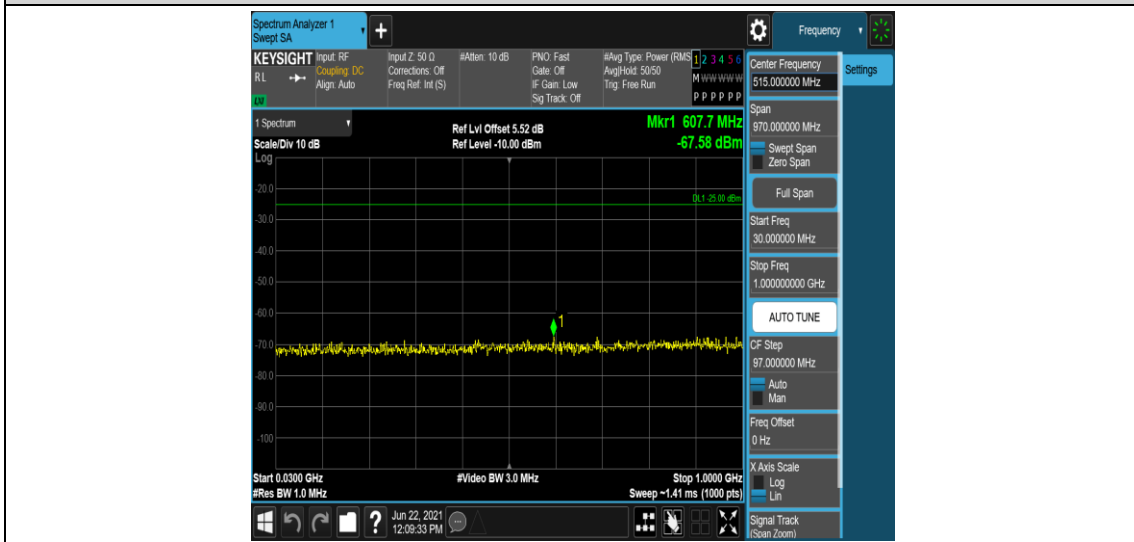 Spectrum Analyzer 1
Swept SA
+
Frequency
KEYSIGHT
RL
LXI
Input: RF
Coupling: DC
Align: Auto
Input Z: 50 Ω
Corrections: Off
Freq Ref: Int (S)
#Atten: 10 dB
PNO: Fast
Gate: Off
IF Gain: Low
Sig Track: Off
#Avg Type: Power (RMS
Avg|Hold: 50/50
Trig: Free Run
1 2 3 4 5 6
M W W W W W
P P P P P P
Center Frequency
515.000000 MHz
Settings
1 Spectrum
Scale/Div 10 dB
Log
Ref Lvl Offset 5.52 dB
Ref Level -10.00 dBm
Mkr1 607.7 MHz
-67.58 dBm
Span
970.000000 MHz
Swept Span
Zero Span
Full Span
Start Freq
30.000000 MHz
Stop Freq
1.000000000 GHz
AUTO TUNE
CF Step
97.000000 MHz
Auto
Man
Freq Offset
0 Hz
X Axis Scale
Log
Lin
Signal Track
(Span Zoom)
-20.0
DL1 -25.00 dBm
-30.0
-40.0
-50.0
-60.0
1
-70.0
-80.0
-90.0
-100
Start 0.0300 GHz
#Res BW 1.0 MHz
#Video BW 3.0 MHz
Stop 1.0000 GHz
Sweep ~1.41 ms (1000 pts)
?
Jun 22, 2021
12:09:33 PM